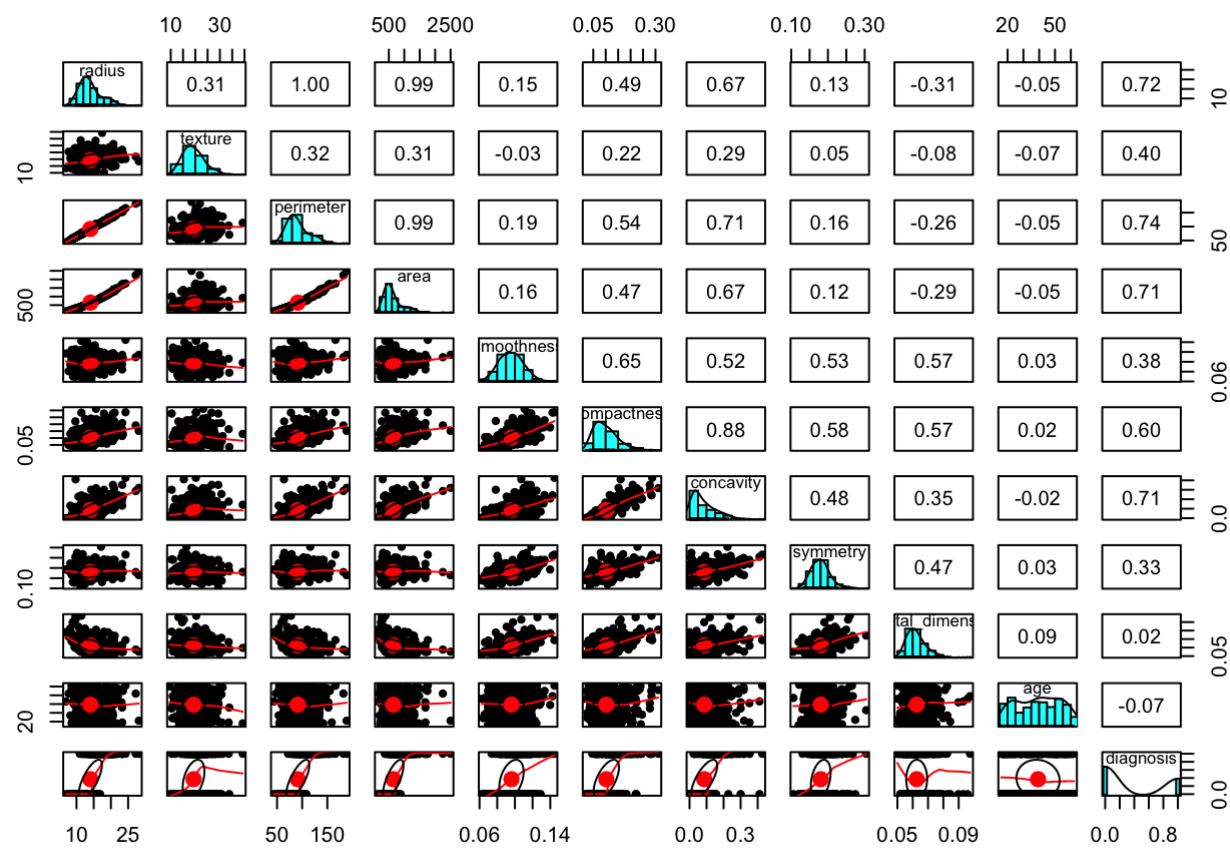 10 30 500 2500 0.05 0.30 0.10 0.30 20 50
radius 0.31 1.00 0.99 0.15 0.49 0.67 0.13 -0.31 -0.05 0.72 10
10 texture 0.32 0.31 -0.03 0.22 0.29 0.05 -0.08 -0.07 0.40
perimeter 0.99 0.19 0.54 0.71 0.16 -0.26 -0.05 0.74 50
500 area 0.16 0.47 0.67 0.12 -0.29 -0.05 0.71
moothness 0.65 0.52 0.53 0.57 0.03 0.38 0.06
0.05 ompactnes 0.88 0.58 0.57 0.02 0.60
concavity 0.48 0.35 -0.02 0.71 0.0
0.10 symmetry 0.47 0.03 0.33
tal_dimens 0.09 0.02 0.05
20 age -0.07
diagnosis 0.0
10 25 50 150 0.06 0.14 0.0 0.3 0.05 0.09 0.0 0.8